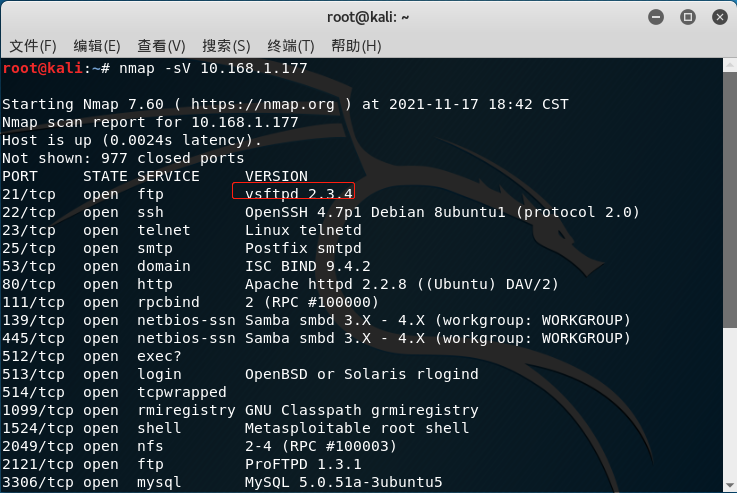 root@kali: ~
文件(F) 编辑(E) 查看(V) 搜索(S) 终端(T) 帮助(H)
root@kali:~# nmap -sV 10.168.1.177
Starting Nmap 7.60 ( https://nmap.org ) at 2021-11-17 18:42 CST
Nmap scan report for 10.168.1.177
Host is up (0.0024s latency).
Not shown: 977 closed ports
PORT     STATE SERVICE     VERSION
21/tcp   open  ftp         vsftpd 2.3.4
22/tcp   open  ssh         OpenSSH 4.7p1 Debian 8ubuntu1 (protocol 2.0)
23/tcp   open  telnet      Linux telnetd
25/tcp   open  smtp        Postfix smtpd
53/tcp   open  domain      ISC BIND 9.4.2
80/tcp   open  http        Apache httpd 2.2.8 ((Ubuntu) DAV/2)
111/tcp  open  rpcbind     2 (RPC #100000)
139/tcp  open  netbios-ssn Samba smbd 3.X - 4.X (workgroup: WORKGROUP)
445/tcp  open  netbios-ssn Samba smbd 3.X - 4.X (workgroup: WORKGROUP)
512/tcp  open  exec?
513/tcp  open  login       OpenBSD or Solaris rlogind
514/tcp  open  tcpwrapped
1099/tcp open  rmiregistry GNU Classpath grmiregistry
1524/tcp open  shell       Metasploitable root shell
2049/tcp open  nfs         2-4 (RPC #100003)
2121/tcp open  ftp         ProFTPD 1.3.1
3306/tcp open  mysql       MySQL 5.0.51a-3ubuntu5